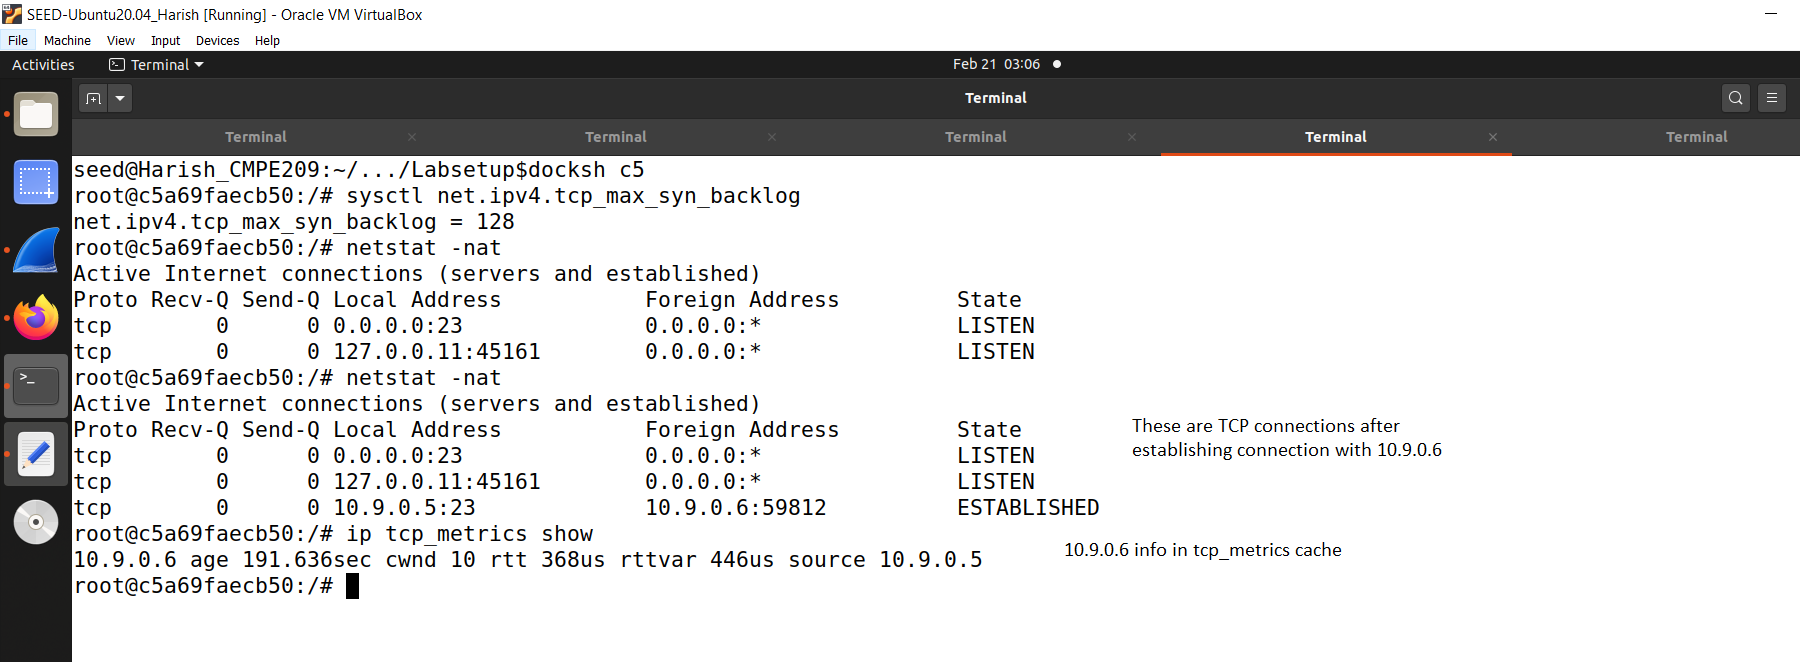 SEED-Ubuntu20.04_Harish [Running] - Oracle VM VirtualBox
File Machine View Input Devices Help
Activities Terminal Feb 21 03:06
Terminal
Terminal Terminal Terminal Terminal Terminal
seed@Harish_CMPE209:~/.../Labsetup$docksh c5
root@c5a69faecb50:/# sysctl net.ipv4.tcp_max_syn_backlog
net.ipv4.tcp_max_syn_backlog = 128
root@c5a69faecb50:/# netstat -nat
Active Internet connections (servers and established)
Proto Recv-Q Send-Q Local Address Foreign Address State
tcp 0 0 0.0.0.0:23 0.0.0.0:* LISTEN
tcp 0 0 127.0.0.11:45161 0.0.0.0:* LISTEN
root@c5a69faecb50:/# netstat -nat
Active Internet connections (servers and established)
Proto Recv-Q Send-Q Local Address Foreign Address State
tcp 0 0 0.0.0.0:23 0.0.0.0:* LISTEN
tcp 0 0 127.0.0.11:45161 0.0.0.0:* LISTEN
tcp 0 0 10.9.0.5:23 10.9.0.6:59812 ESTABLISHED
These are TCP connections after
establishing connection with 10.9.0.6
root@c5a69faecb50:/# ip tcp_metrics show
10.9.0.6 age 191.636sec cwnd 10 rtt 368us rttvar 446us source 10.9.0.5
10.9.0.6 info in tcp_metrics cache
root@c5a69faecb50:/#